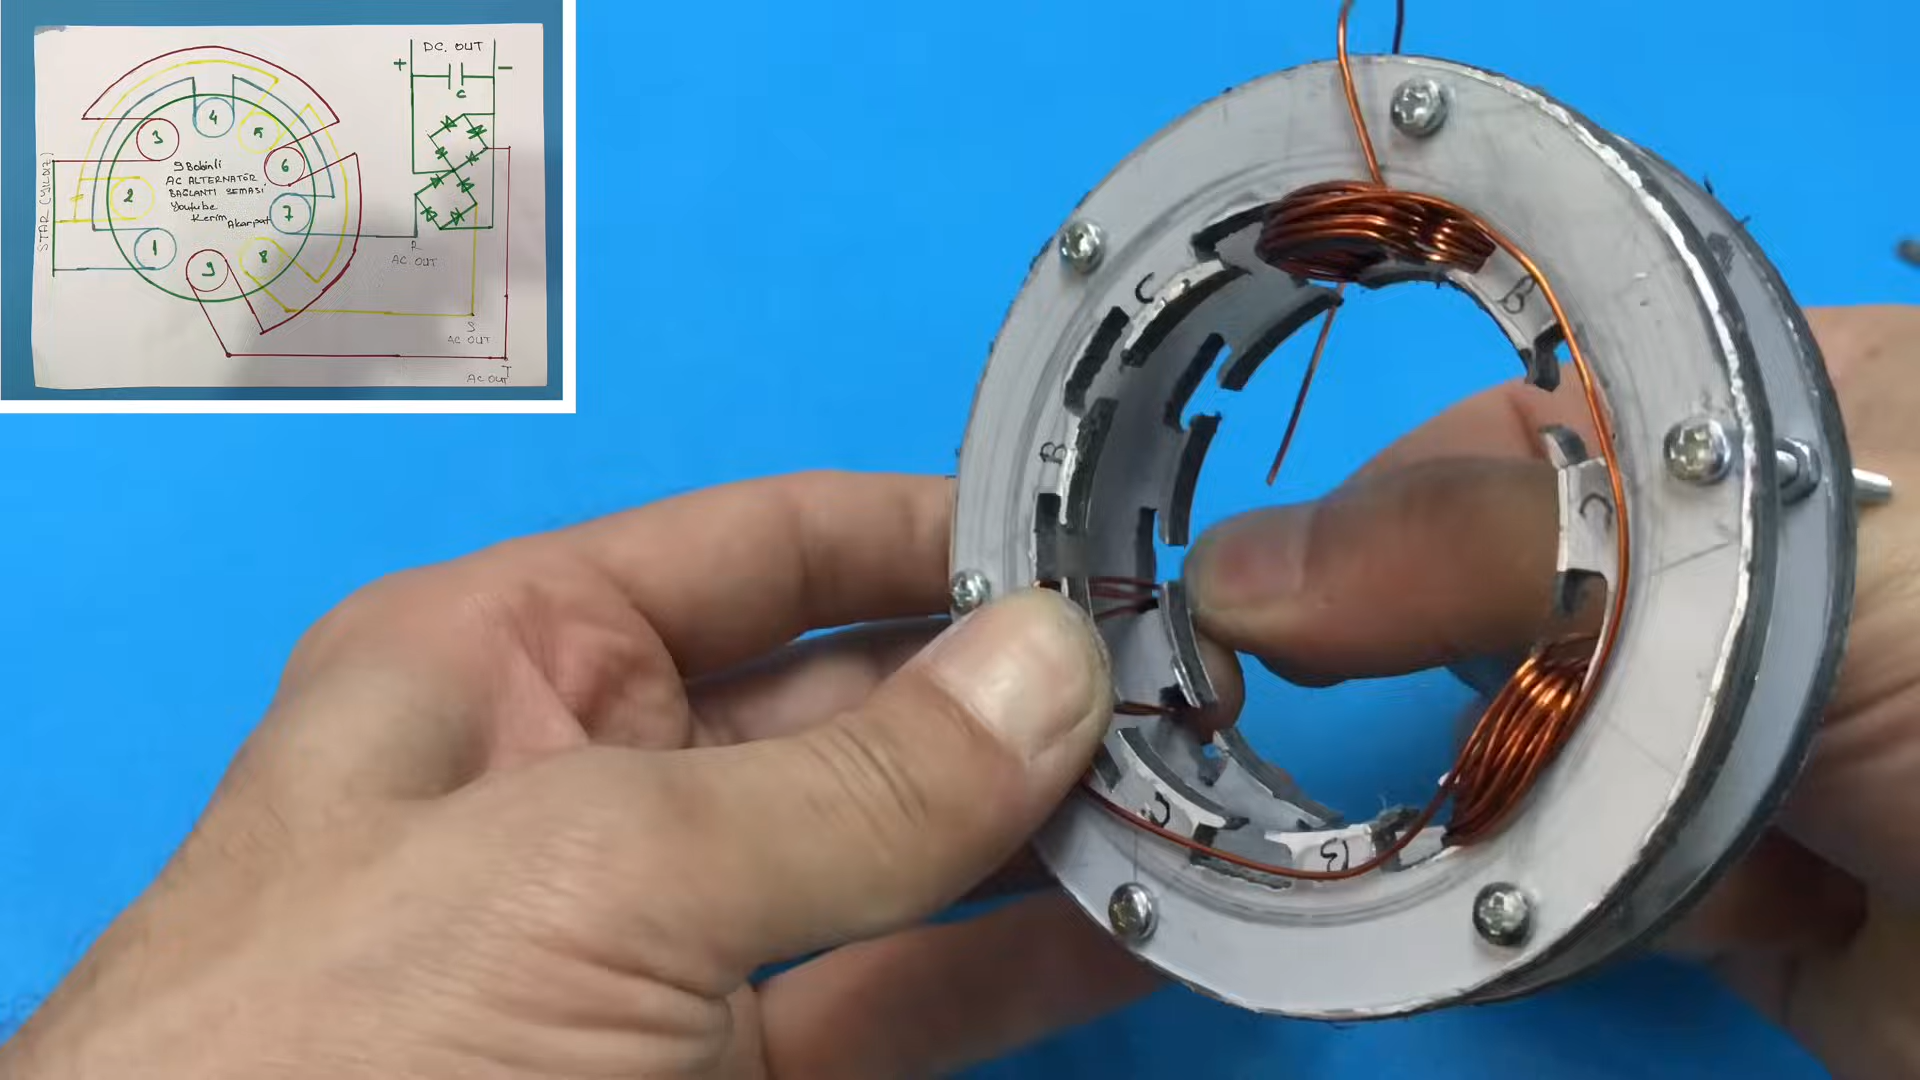 DC. OUT
+
-
C
4
3
5
6
9 Bobinli
AC ALTERNATÖR
BAĞLANTI ŞEMASI
Youtube
Kerim Akarpat
2
7
1
9
8
STAR (YILDIZ)
R
AC OUT
S
AC OUT
T
AC OUT
C
B
B
C
C
B